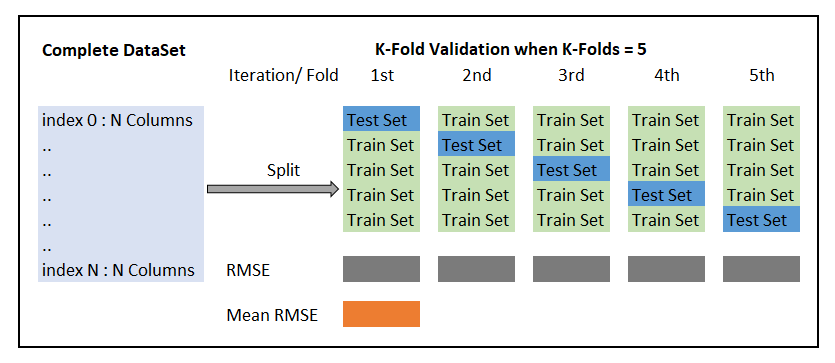 Complete DataSet K-Fold Validation when K-Folds = 5
Iteration/ Fold 1st 2nd 3rd 4th 5th
index 0 : N Columns Test Set Train Set Train Set Train Set Train Set
.. Train Set Test Set Train Set Train Set Train Set
.. Split Train Set Train Set Test Set Train Set Train Set
.. Train Set Train Set Train Set Test Set Train Set
.. Train Set Train Set Train Set Train Set Test Set
..
index N : N Columns RMSE
Mean RMSE